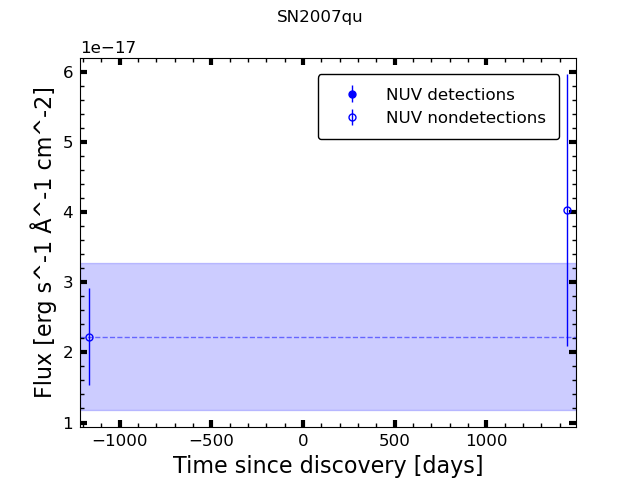 SN2007qu
1e−17
6
5
4
3
2
1
Flux [erg s^-1 Å^-1 cm^-2]
NUV detections
NUV nondetections
−1000 −500 0 500 1000
Time since discovery [days]